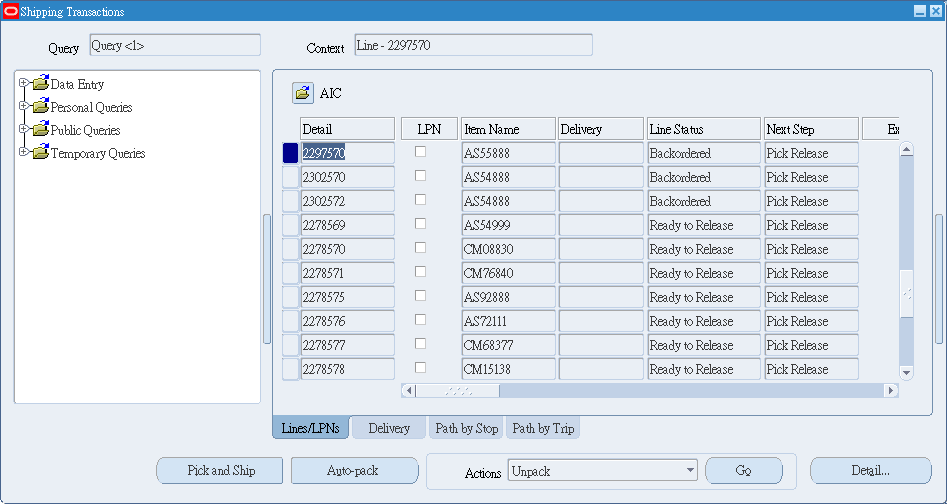 Shipping Transactions
Query Query <1> Context Line - 2297570
Data Entry
Personal Queries
Public Queries
Temporary Queries
AIC
Detail LPN Item Name Delivery Line Status Next Step Ex
2297570 AS55888 Backordered Pick Release
2302570 AS54888 Backordered Pick Release
2302572 AS54888 Backordered Pick Release
2278569 AS54999 Ready to Release Pick Release
2278570 CM08830 Ready to Release Pick Release
2278571 CM76840 Ready to Release Pick Release
2278575 AS92888 Ready to Release Pick Release
2278576 AS72111 Ready to Release Pick Release
2278577 CM68377 Ready to Release Pick Release
2278578 CM15138 Ready to Release Pick Release
Lines/LPNs Delivery Path by Stop Path by Trip
Pick and Ship Auto-pack Actions Unpack Go Detail...